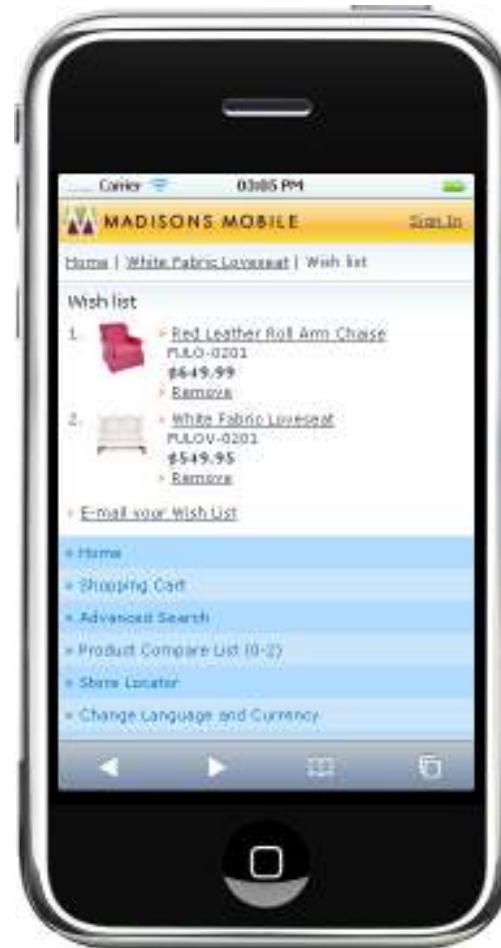 Carrier 03:05 PM
MADISONS MOBILE Sign In
Home | White Fabric Loveseat | Wish list
Wish list
1. Red Leather Roll Arm Chaise
FULO-0201
$649.99
Remove
2. White Fabric Loveseat
FULOV-0201
$549.95
Remove
E-mail your Wish List
Home
Shopping Cart
Advanced Search
Product Compare List (0-2)
Store Locator
Change Language and Currency